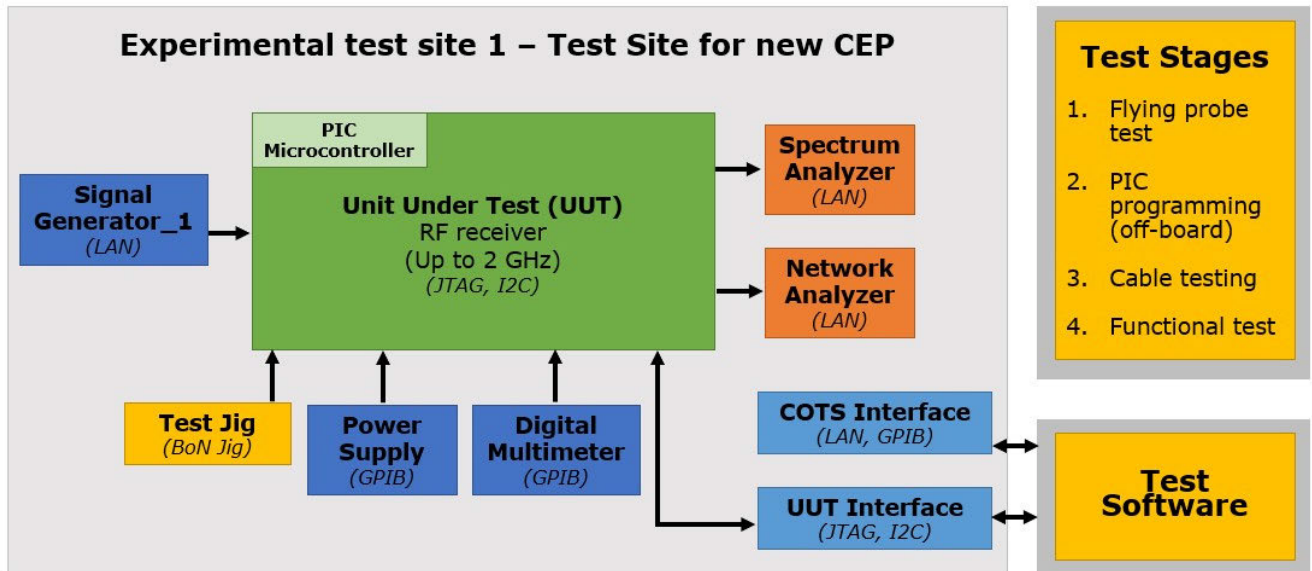 Experimental test site 1 – Test Site for new CEP
PIC
Microcontroller
Signal
Generator_1
(LAN)
Unit Under Test (UUT)
RF receiver
(Up to 2 GHz)
(JTAG, I2C)
Spectrum
Analyzer
(LAN)
Network
Analyzer
(LAN)
Test Jig
(BoN Jig)
Power
Supply
(GPIB)
Digital
Multimeter
(GPIB)
COTS Interface
(LAN, GPIB)
UUT Interface
(JTAG, I2C)
Test Stages
1. Flying probe
test
2. PIC
programming
(off-board)
3. Cable testing
4. Functional test
Test
Software